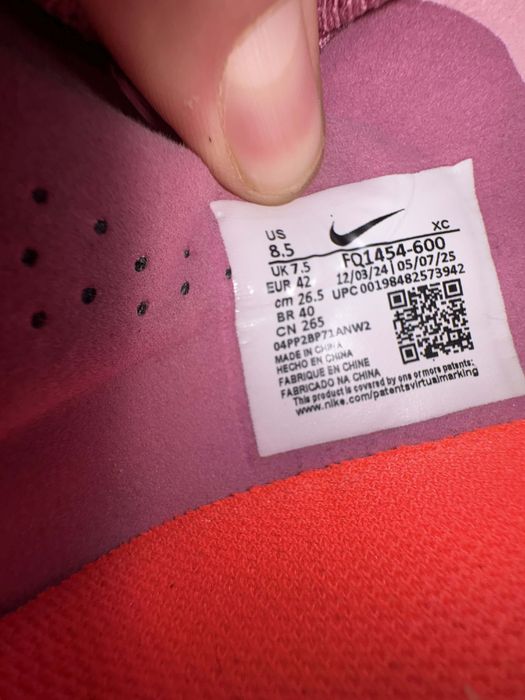 US
8.5
XC
UK 7.5
FQ1454-600
EUR 42
12/03/24 | 05/07/25
cm 26.5
UPC 00198482573942
BR 40
CN 265
04PP2BP71ANW2
MADE IN CHINA
HECHO EN CHINA
FABRIQUE EN CHINE
FABRICADO NA CHINA
This product is covered by one or more patents:
www.nike.com/patentsvirtualmarking